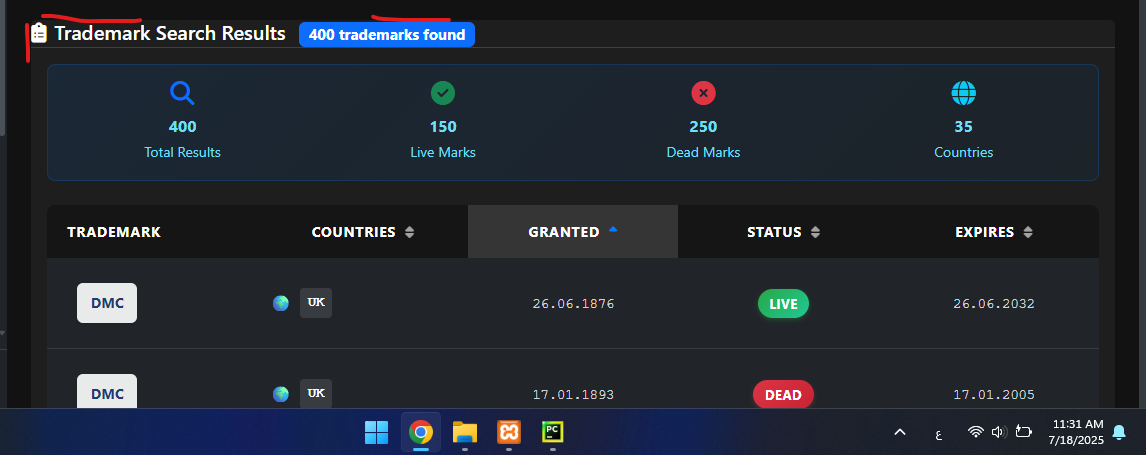 Trademark Search Results 400 trademarks found
400 150 250 35
Total Results Live Marks Dead Marks Countries
TRADEMARK COUNTRIES GRANTED STATUS EXPIRES
DMC UK 26.06.1876 LIVE 26.06.2032
DMC UK 17.01.1893 DEAD 17.01.2005
PC
ع
11:31 AM
7/18/2025